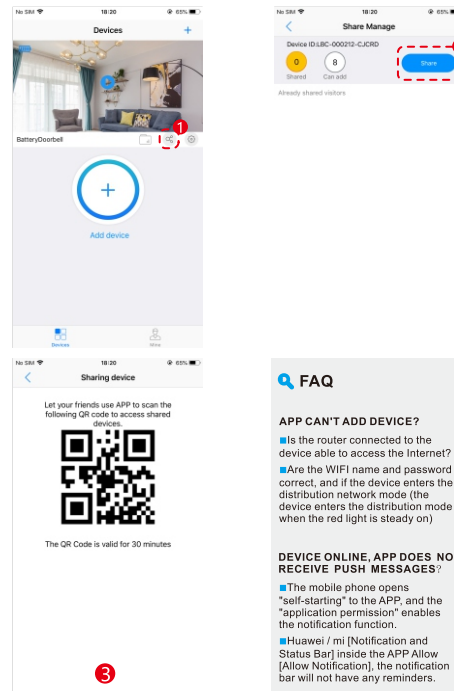 No SIM 18:20 65%
Devices
+
BatteryDoorbell
1
Add device
Devices
Mine
No SIM 18:20 65%
Share Manage
Device ID:LBC-000212-CJCRD
0 8
Shared Can add
Share
Already shared visitors
No SIM 18:20 65%
Sharing device
Let your friends use APP to scan the
following QR code to access shared
devices.
The QR Code is valid for 30 minutes
3
FAQ
APP CAN'T ADD DEVICE?
Is the router connected to the
device able to access the Internet?
Are the WIFI name and password
correct, and if the device enters the
distribution network mode (the
device enters the distribution mode
when the red light is steady on)
DEVICE ONLINE, APP DOES NO
RECEIVE PUSH MESSAGES?
The mobile phone opens
"self-starting" to the APP, and the
"application permission" enables
the notification function.
Huawei / mi [Notification and
Status Bar] inside the APP Allow
[Allow Notification], the notification
bar will not have any reminders.